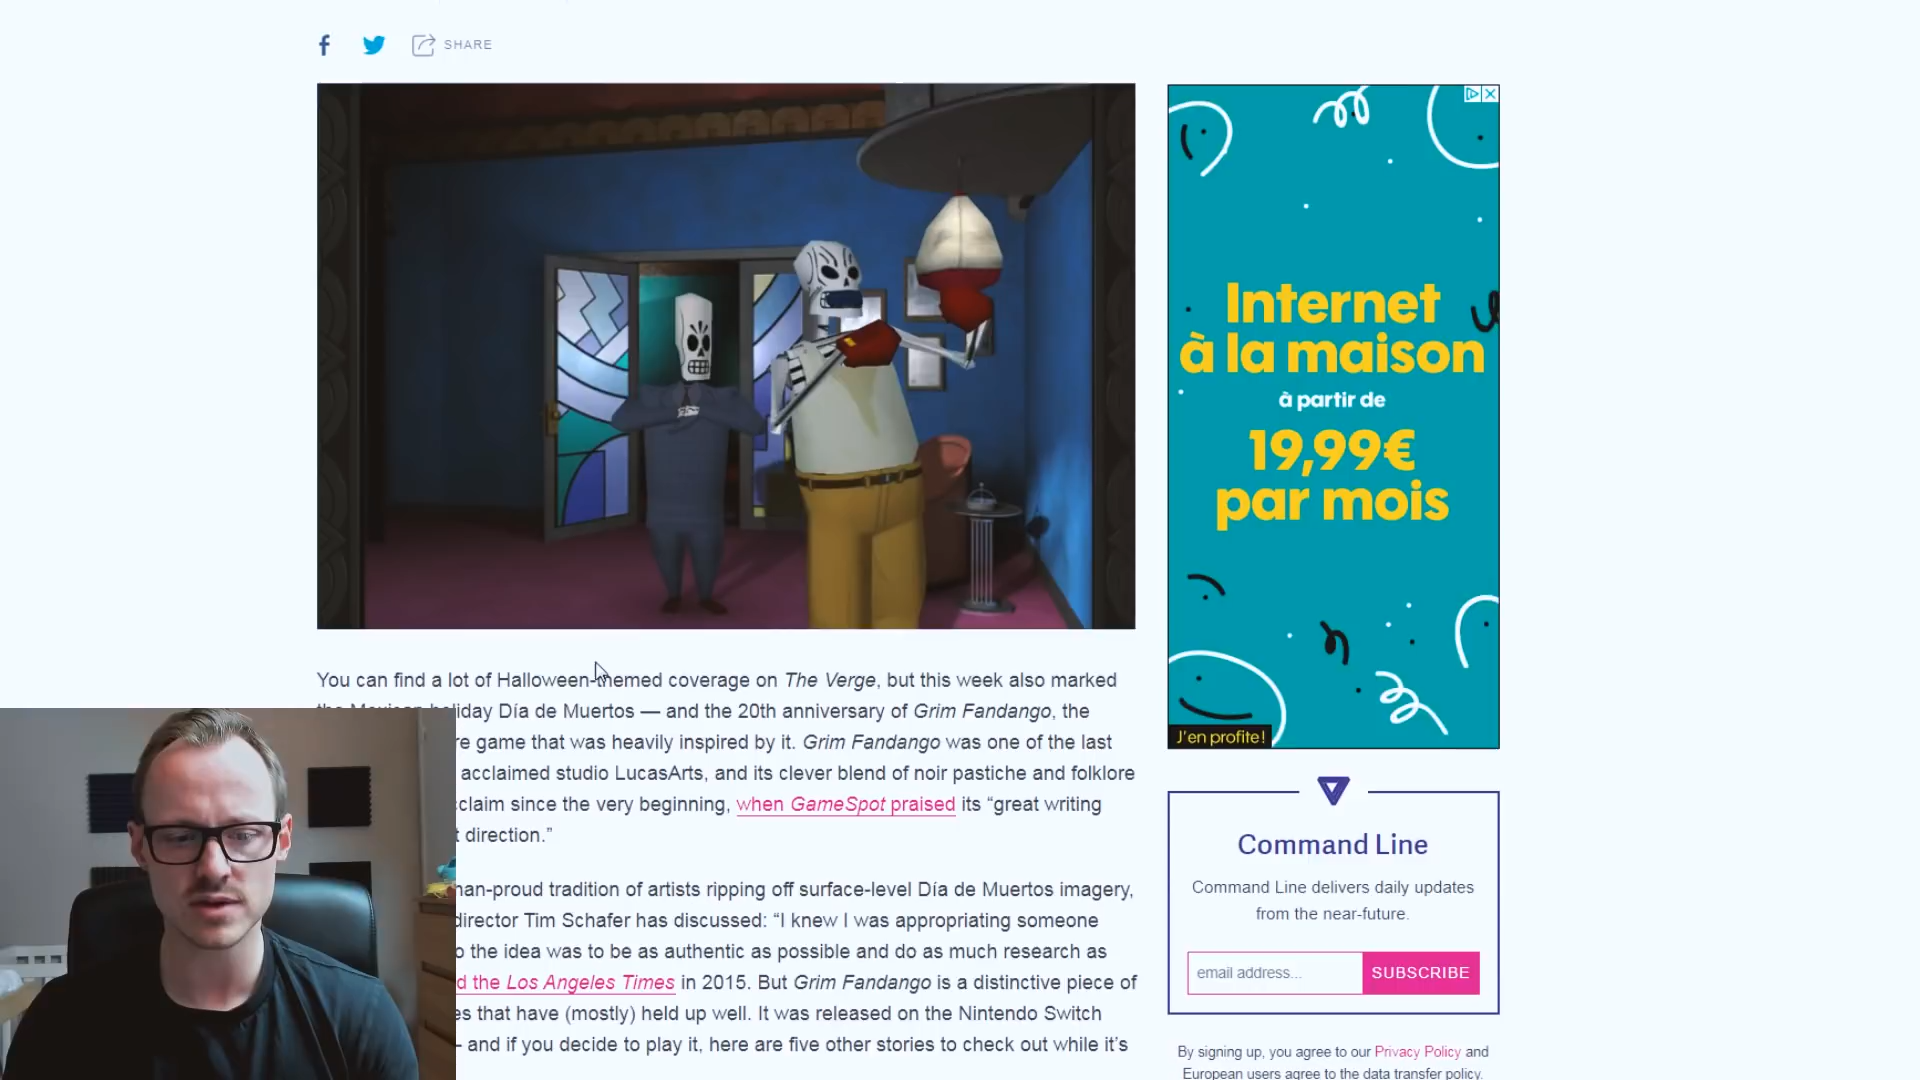 SHARE
You can find a lot of Halloween-themed coverage on The Verge, but this week also marked
the Mexican holiday Día de Muertos — and the 20th anniversary of Grim Fandango, the
re game that was heavily inspired by it. Grim Fandango was one of the last
acclaimed studio LucasArts, and its clever blend of noir pastiche and folklore
cclaim since the very beginning, when GameSpot praised its “great writing
t direction.”
han-proud tradition of artists ripping off surface-level Día de Muertos imagery,
director Tim Schafer has discussed: “I knew I was appropriating someone
o the idea was to be as authentic as possible and do as much research as
d the Los Angeles Times in 2015. But Grim Fandango is a distinctive piece of
es that have (mostly) held up well. It was released on the Nintendo Switch
- and if you decide to play it, here are five other stories to check out while it’s
Internet
à la maison
à partir de
19,99€
par mois
J'en profite!
Command Line
Command Line delivers daily updates
from the near-future.
email address...
SUBSCRIBE
By signing up, you agree to our Privacy Policy and
European users agree to the data transfer policy.